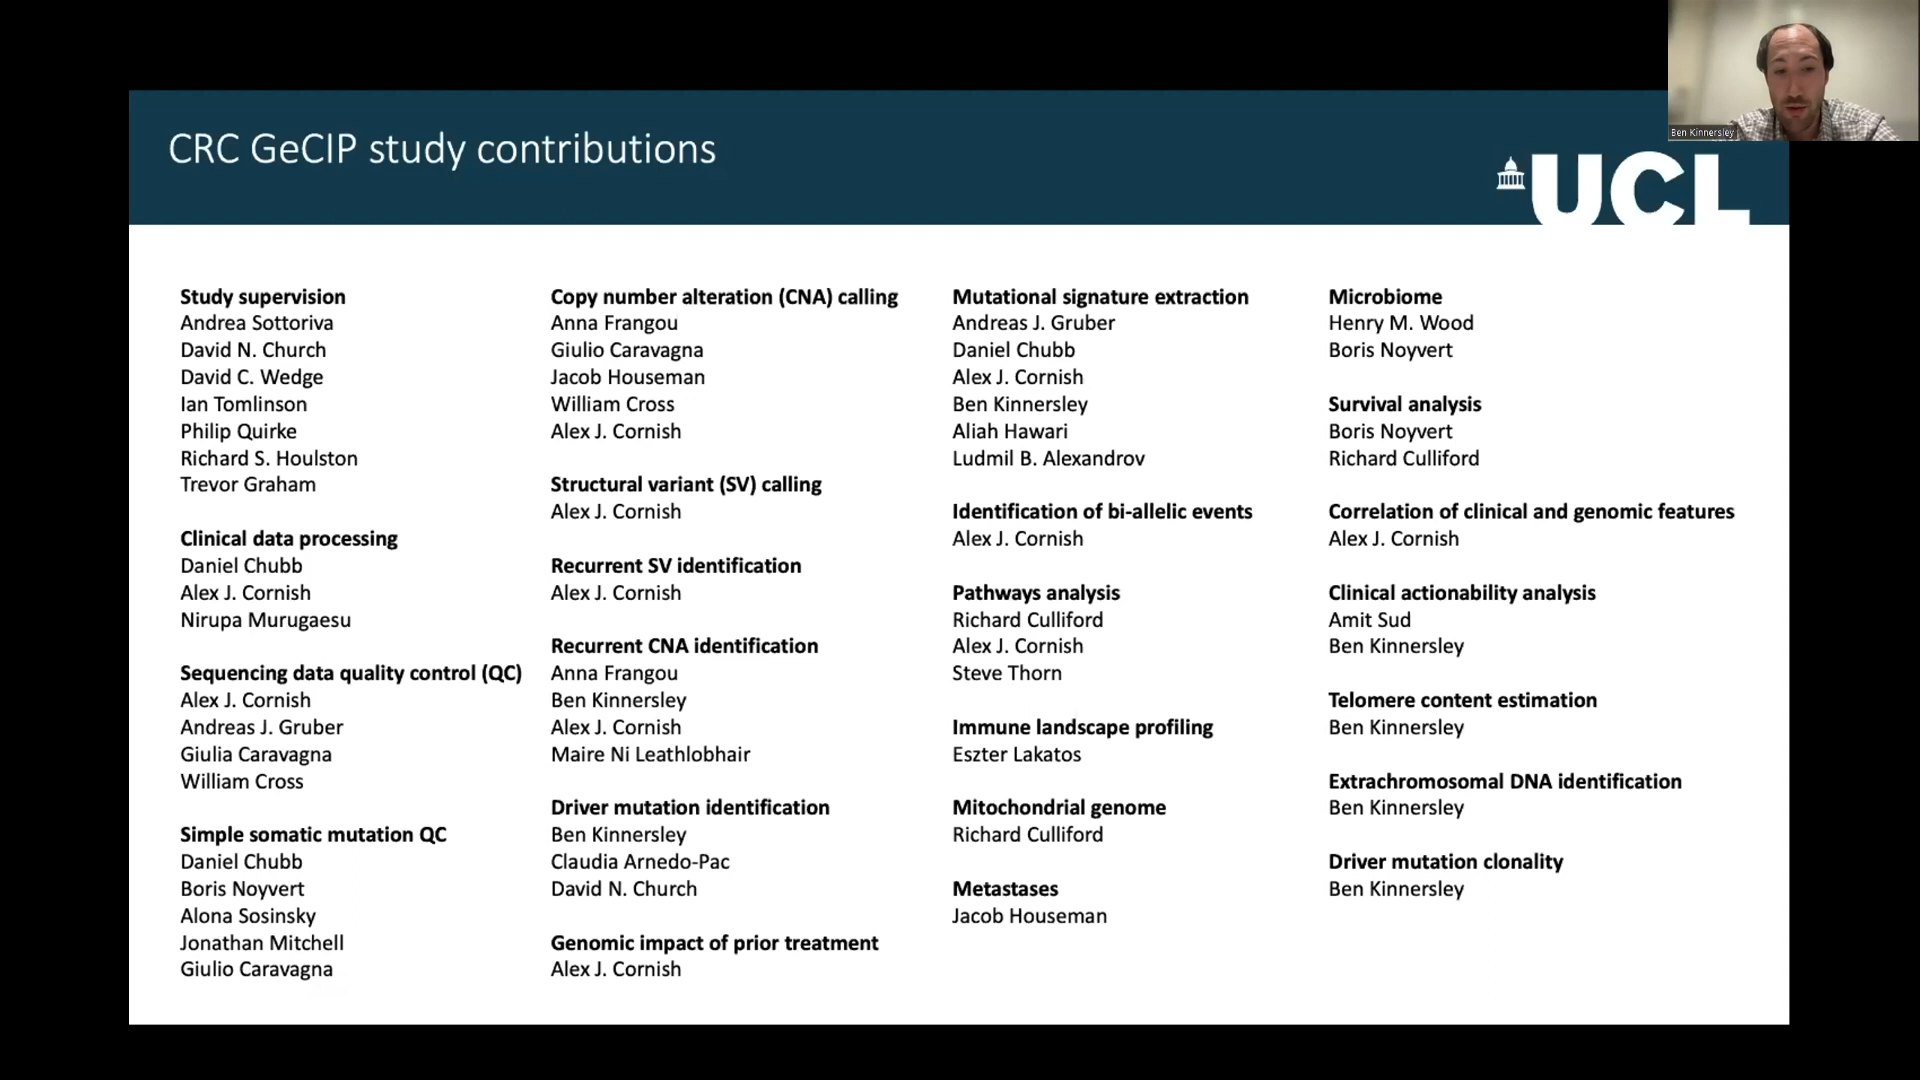 CRC GeCIP study contributions
Ben Kinnersley
UCL
Study supervision
Andrea Sottoriva
David N. Church
David C. Wedge
Ian Tomlinson
Philip Quirke
Richard S. Houlston
Trevor Graham
Clinical data processing
Daniel Chubb
Alex J. Cornish
Nirupa Murugaesu
Sequencing data quality control (QC)
Alex J. Cornish
Andreas J. Gruber
Giulia Caravagna
William Cross
Simple somatic mutation QC
Daniel Chubb
Boris Noyvert
Alona Sosinsky
Jonathan Mitchell
Giulio Caravagna
Copy number alteration (CNA) calling
Anna Frangou
Giulio Caravagna
Jacob Houseman
William Cross
Alex J. Cornish
Structural variant (SV) calling
Alex J. Cornish
Recurrent SV identification
Alex J. Cornish
Recurrent CNA identification
Anna Frangou
Ben Kinnersley
Alex J. Cornish
Maire Ni Leathlobhair
Driver mutation identification
Ben Kinnersley
Claudia Arnedo-Pac
David N. Church
Genomic impact of prior treatment
Alex J. Cornish
Mutational signature extraction
Andreas J. Gruber
Daniel Chubb
Alex J. Cornish
Ben Kinnersley
Aliah Hawari
Ludmil B. Alexandrov
Identification of bi-allelic events
Alex J. Cornish
Pathways analysis
Richard Culliford
Alex J. Cornish
Steve Thorn
Immune landscape profiling
Eszter Lakatos
Mitochondrial genome
Richard Culliford
Metastases
Jacob Houseman
Microbiome
Henry M. Wood
Boris Noyvert
Survival analysis
Boris Noyvert
Richard Culliford
Correlation of clinical and genomic features
Alex J. Cornish
Clinical actionability analysis
Amit Sud
Ben Kinnersley
Telomere content estimation
Ben Kinnersley
Extrachromosomal DNA identification
Ben Kinnersley
Driver mutation clonality
Ben Kinnersley